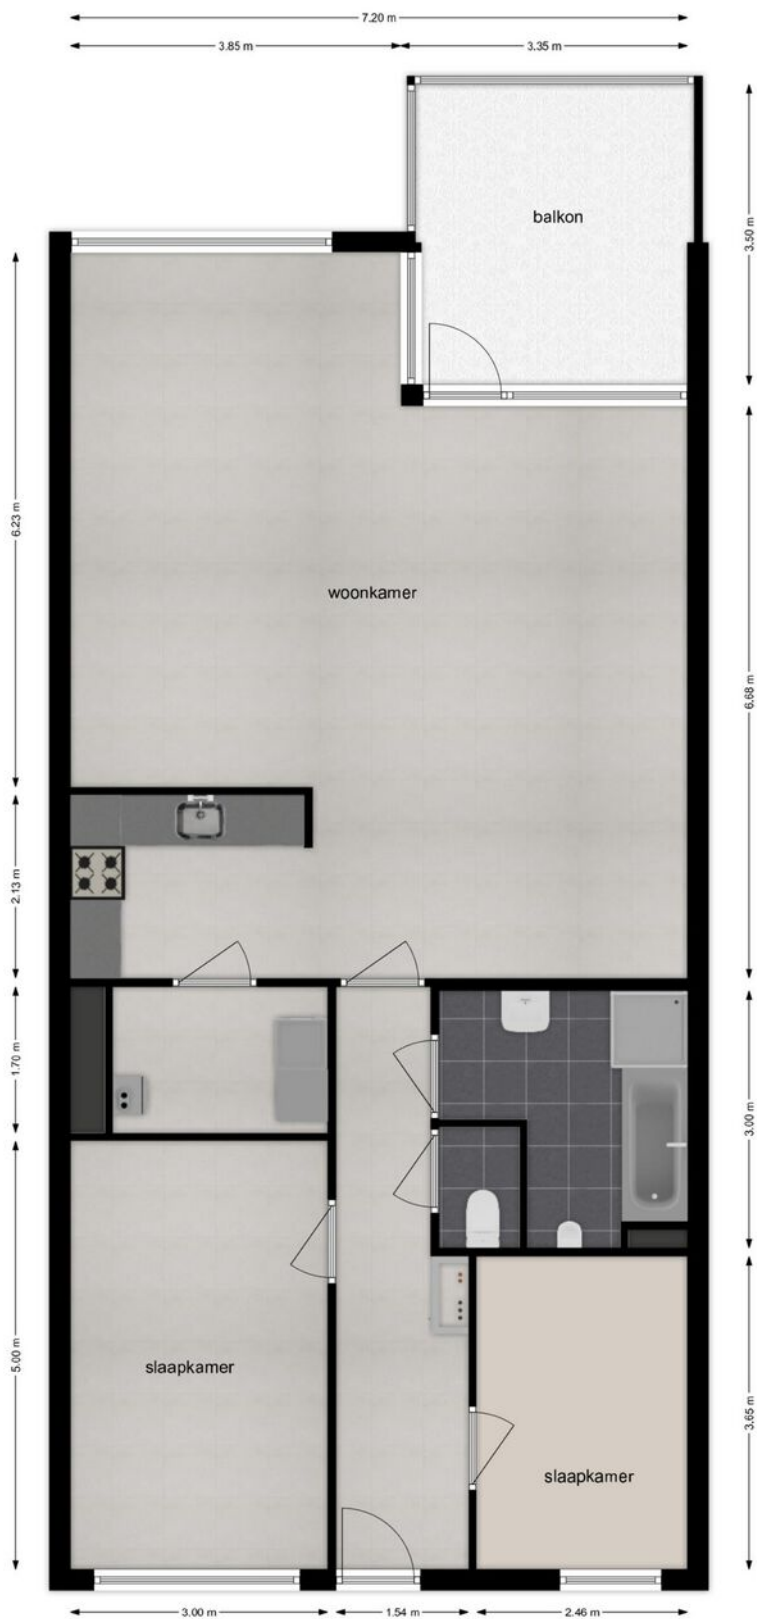 7.20 m
3.85 m
3.35 m
balkon
3.50 m
6.23 m
woonkamer
6.68 m
2.13 m
1.70 m
3.00 m
5.00 m
slaapkamer
3.65 m
slaapkamer
3.00 m
1.54 m
2.46 m